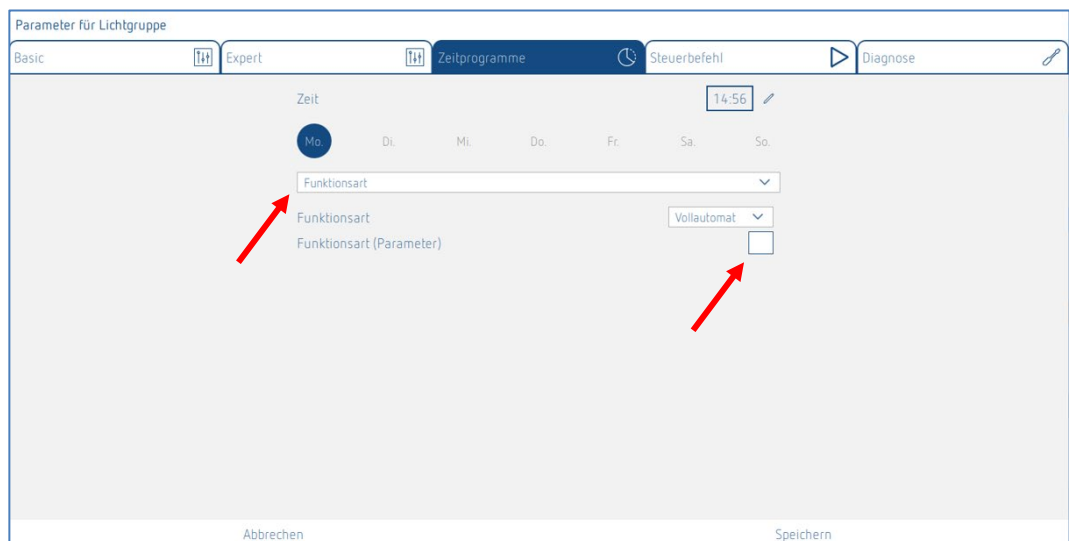 Parameter für Lichtgruppe
Basic Expert Zeitprogramme Steuerbefehl Diagnose
Zeit 14:56
Mo. Di. Mi. Do. Fr. Sa. So.
Funktionsart
Funktionsart Vollautomat
Funktionsart (Parameter)
Abbrechen Speichern